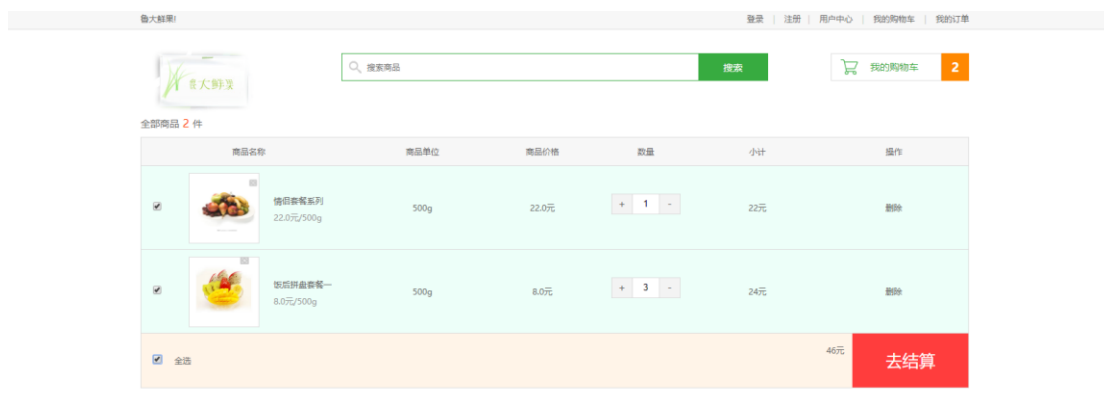 鲁大鲜果!
登录 | 注册 | 用户中心 | 我的购物车 | 我的订单
鲁大鲜果
搜索商品
搜索
我的购物车 2
全部商品 2 件
商品名称 商品单位 商品价格 数量 小计 操作
情侣套餐系列
22.0元/500g
500g 22.0元 + 1 - 22元 删除
饭后拼盘套餐一
8.0元/500g
500g 8.0元 + 3 - 24元 删除
全选
46元
去结算